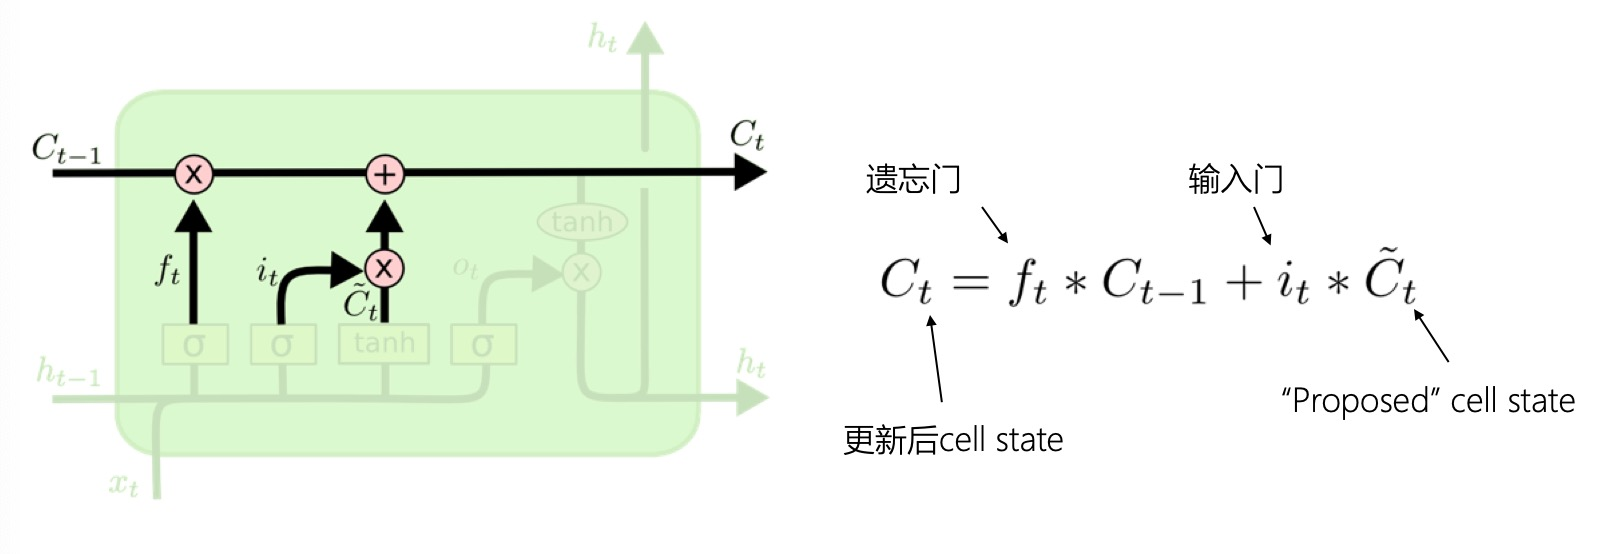 h_t
C_{t-1}
C_t
x
+
tanh
f_t
i_t
x
o_t
x
C̃_t
σ
σ
tanh
σ
h_{t-1}
h_t
x_t
遗忘门
输入门
C_t = f_t * C_{t-1} + i_t * C̃_t
"Proposed" cell state
更新后cell state